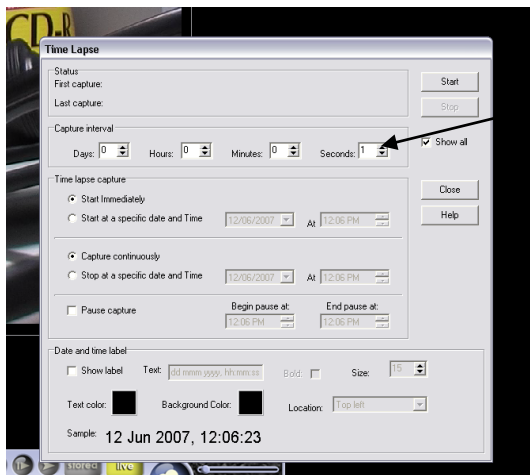 CD-R
Time Lapse
Status
First capture:
Last capture:
Start
Stop
Capture interval
Days: 0 Hours: 0 Minutes: 0 Seconds: 1
Show all
Time lapse capture
Start Immediately
Start at a specific date and Time 12/06/2007 At 12:06 PM
Close
Help
Capture continuously
Stop at a specific date and Time 12/06/2007 At 12:06 PM
Pause capture
Begin pause at: End pause at:
12:06 PM 12:06 PM
Date and time label
Show label Text: dd mmm yyyy, hh:mm:ss Bold: Size: 15
Text color: Background Color: Location: Top left
Sample: 12 Jun 2007, 12:06:23
stored live